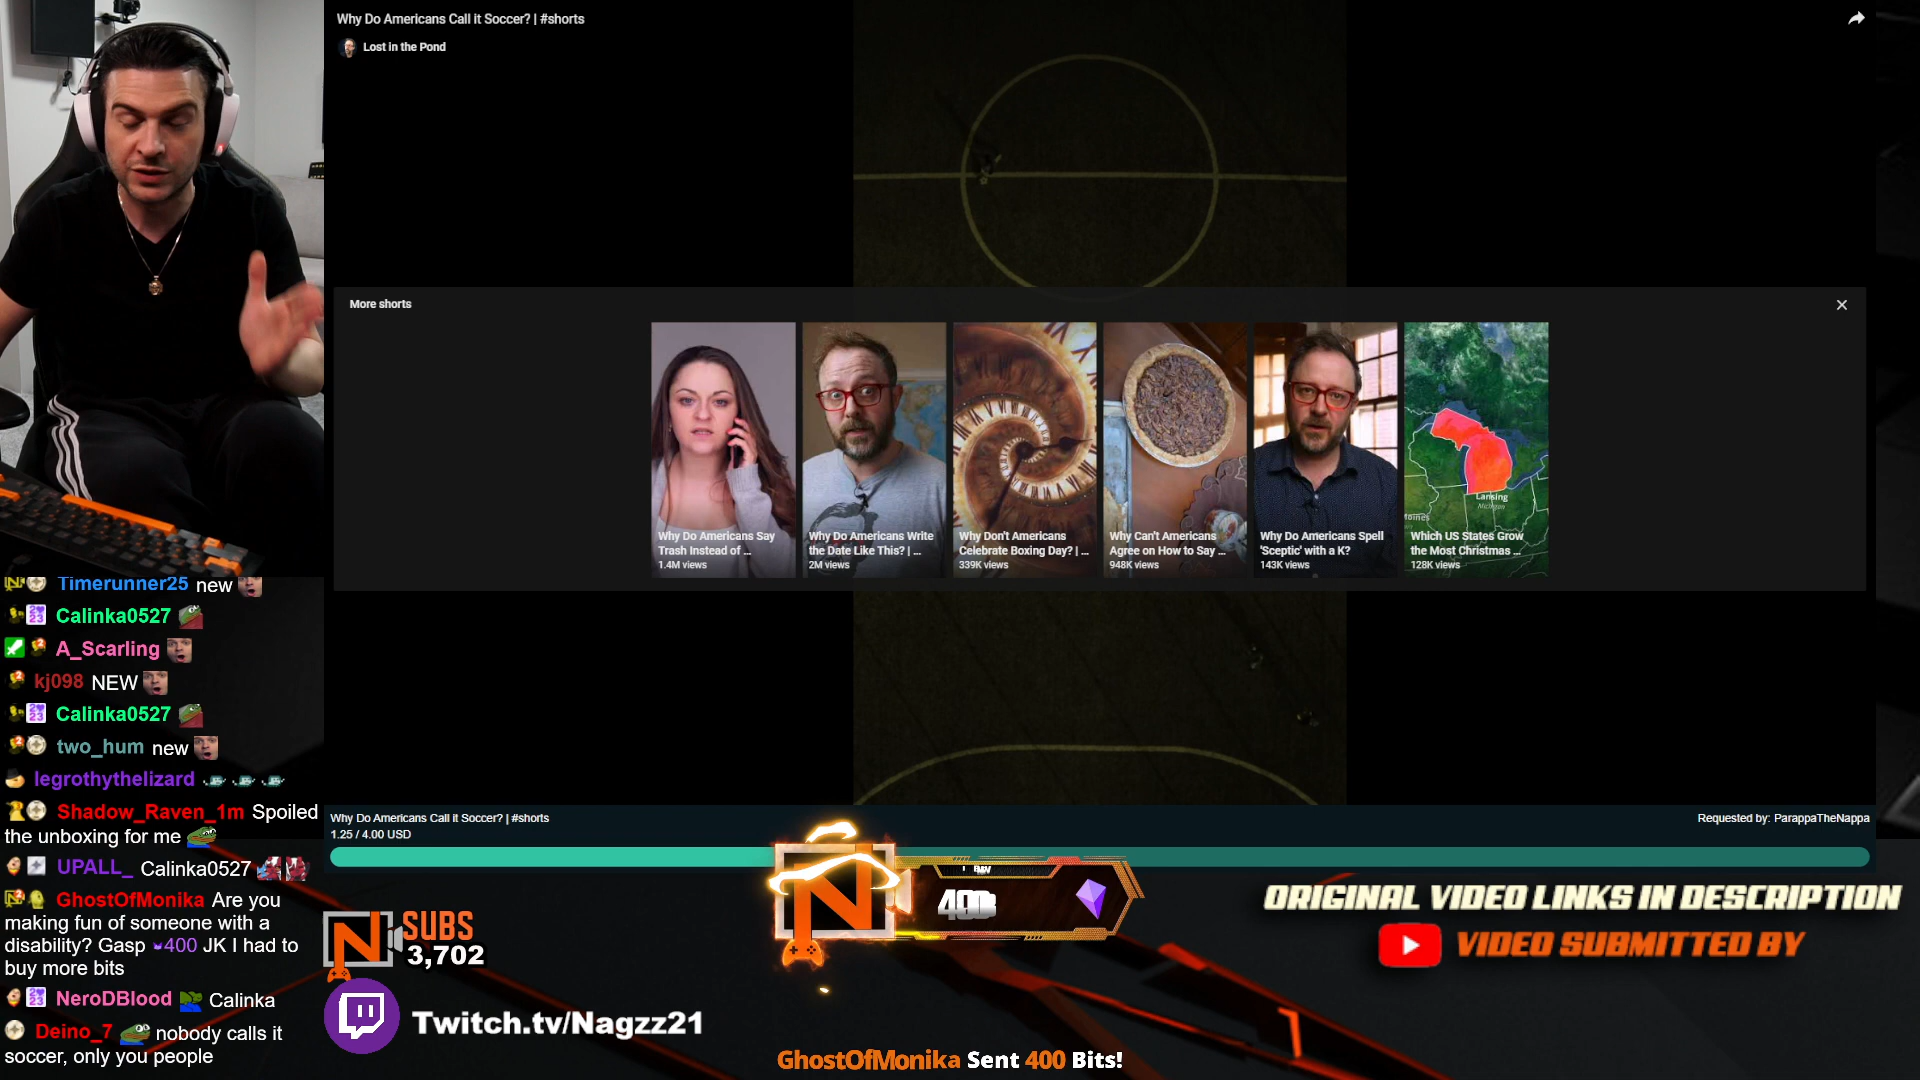 Why Do Americans Call it Soccer? | #shorts
Lost in the Pond
More shorts
Why Do Americans Say
Trash Instead of ...
1.4M views
Why Do Americans Write
the Date Like This? | ...
2M views
Why Don't Americans
Celebrate Boxing Day? | ...
339K views
Why Can't Americans
Agree on How to Say ...
948K views
Why Do Americans Spell
'Sceptic' with a K?
143K views
Lansing
Michigan
Which US States Grow
the Most Christmas ...
128K views
Timerunner25 new
Calinka0527
A_Scarling
kj098 NEW
Calinka0527
two_hum new
legrothythelizard
Shadow_Raven_1m Spoiled
the unboxing for me
UPALL_ Calinka0527
GhostOfMonika Are you
making fun of someone with a
disability? Gasp 400 JK I had to
buy more bits
NeroDBlood Calinka
Deino_7 nobody calls it
soccer, only you people
Why Do Americans Call it Soccer? | #shorts
1.25 / 4.00 USD
Requested by: ParappaTheNappa
N
SUBS
3,702
Twitch.tv/Nagzz21
GhostOfMonika Sent 400 Bits!
ORIGINAL VIDEO LINKS IN DESCRIPTION
VIDEO SUBMITTED BY